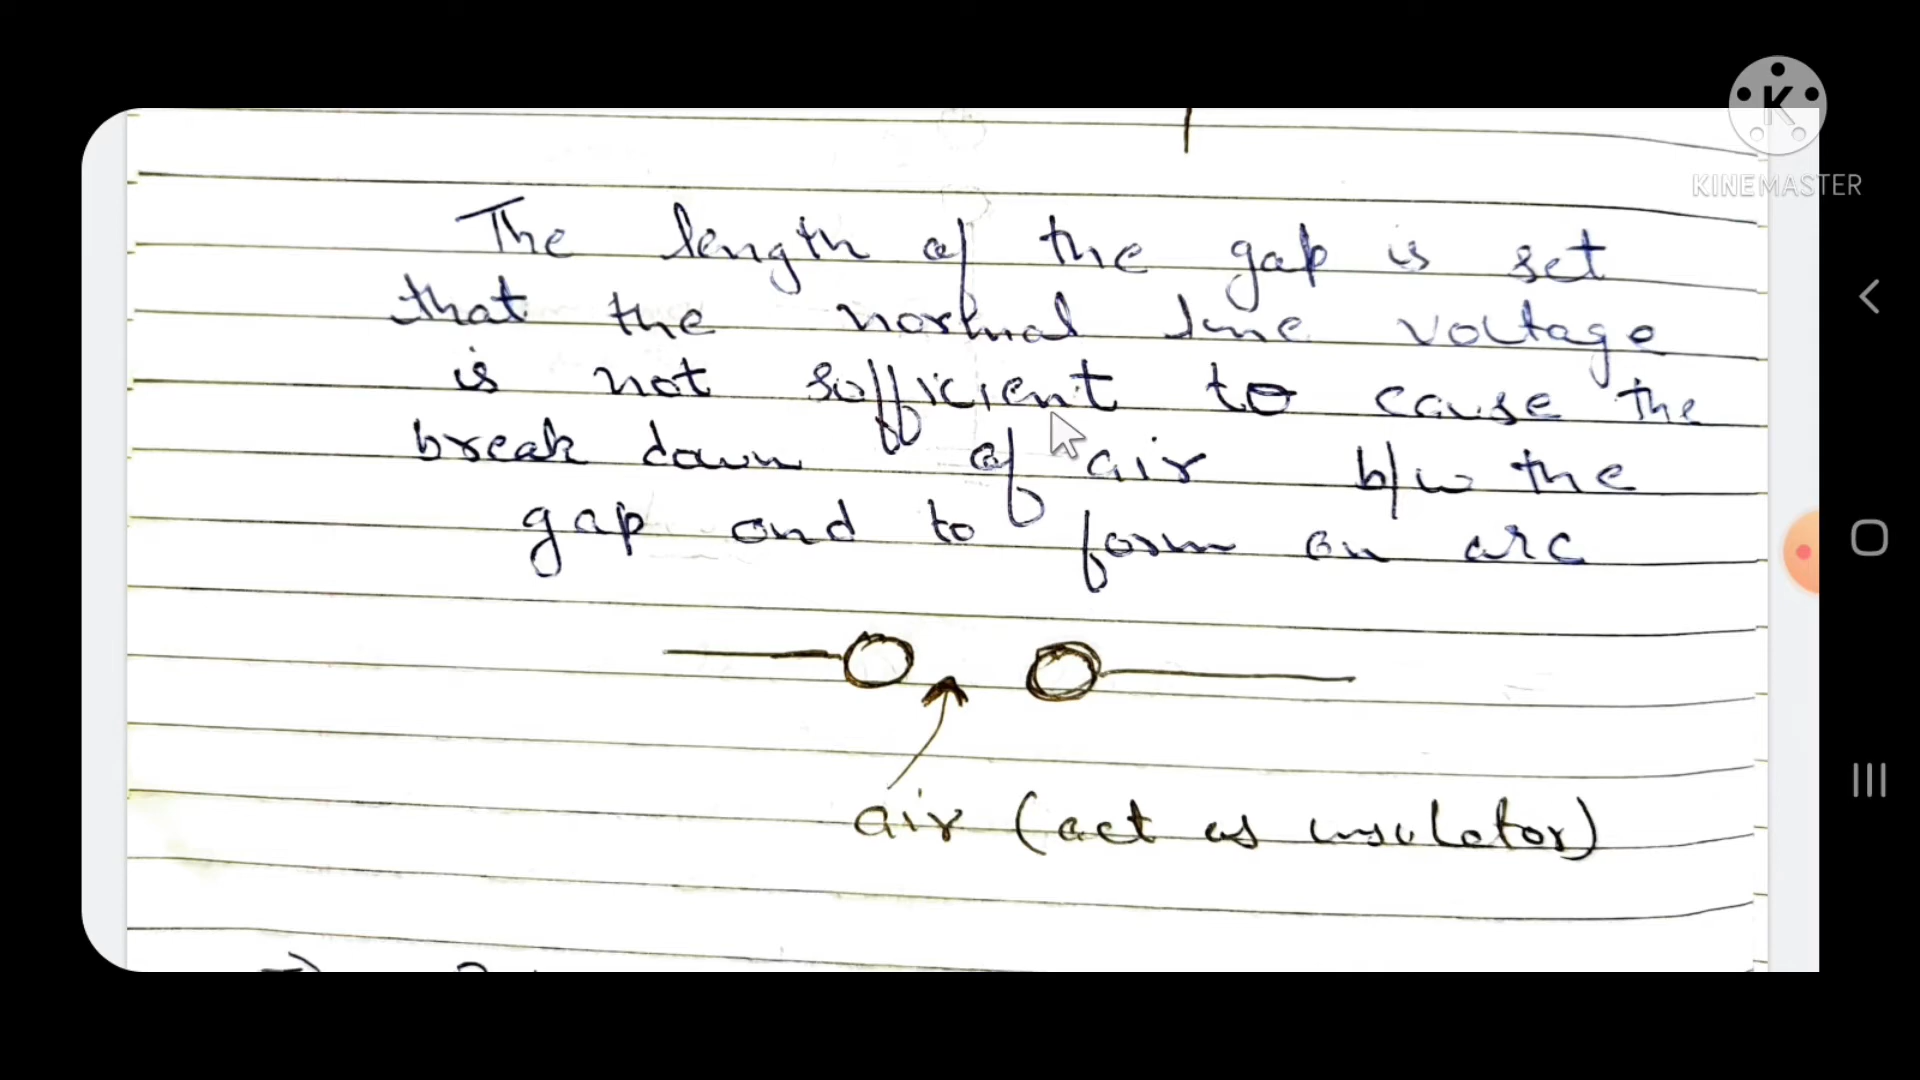 KINEMASTER
The length of the gap is set
that the normal line voltage
is not sufficient to cause the
break down of air b/w the
gap and to form an arc
air (act as insulator)